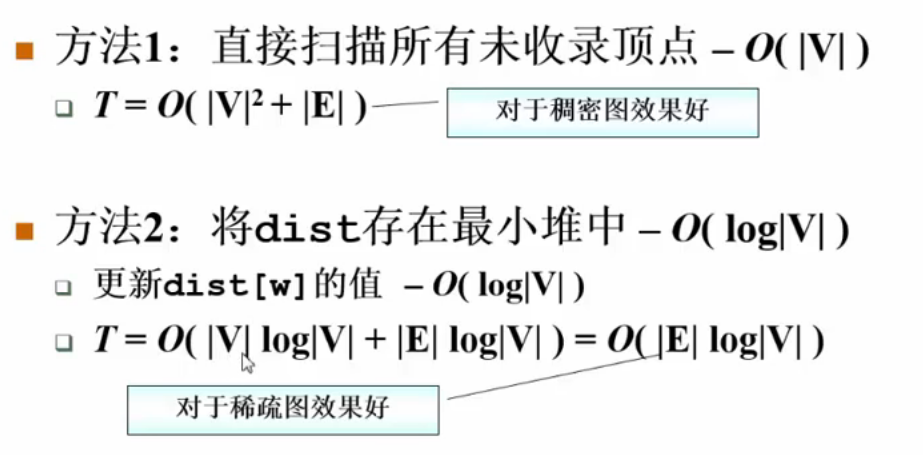 方法1：直接扫描所有未收录顶点 – O( |V| )
T = O( |V|² + |E| )
对于稠密图效果好
方法2：将dist存在最小堆中 – O( log|V| )
更新dist[w]的值 – O( log|V| )
T = O( |V| log|V| + |E| log|V| ) = O( |E| log|V| )
对于稀疏图效果好